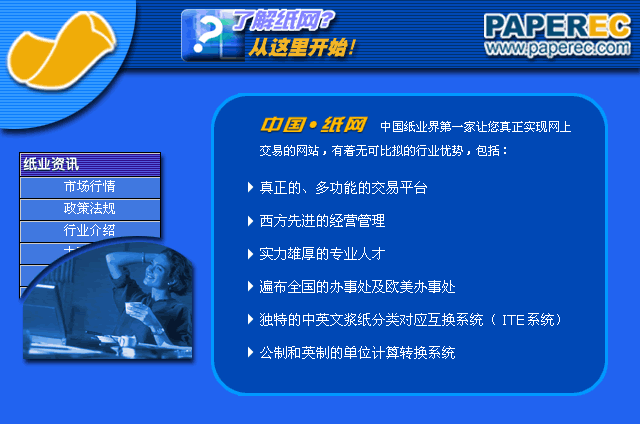 了解纸网?
从这里开始!
PAPEREC
www.paperec.com
中国·纸网 中国纸业界第一家让您真正实现网上
交易的网站，有着无可比拟的行业优势，包括：
纸业资讯
市场行情
政策法规
行业介绍
真正的、多功能的交易平台
西方先进的经营管理
实力雄厚的专业人才
遍布全国的办事处及欧美办事处
独特的中英文浆纸分类对应互换系统（ ITE 系统）
公制和英制的单位计算转换系统